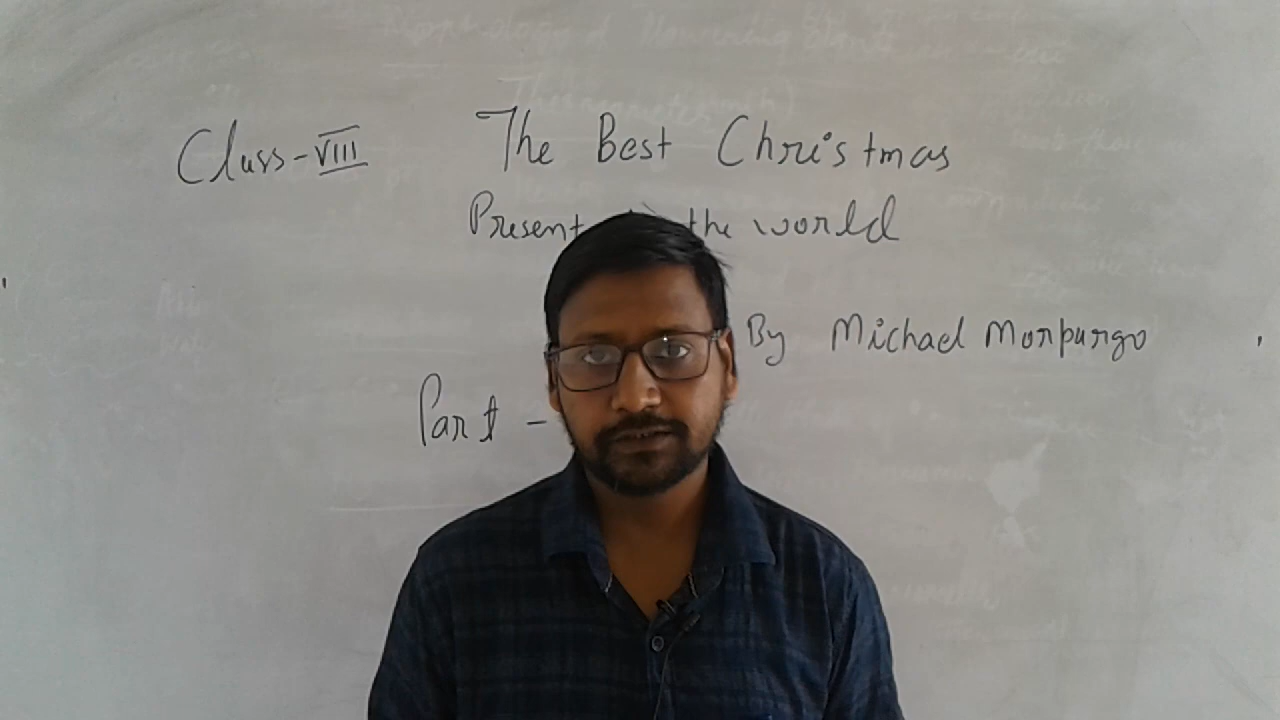 Class-VIII
The Best Christmas
Present the world
By Michael Morpurgo
Part -